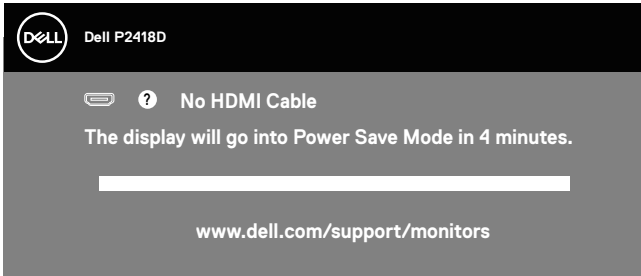 DELL
Dell P2418D
? No HDMI Cable
The display will go into Power Save Mode in 4 minutes.
www.dell.com/support/monitors